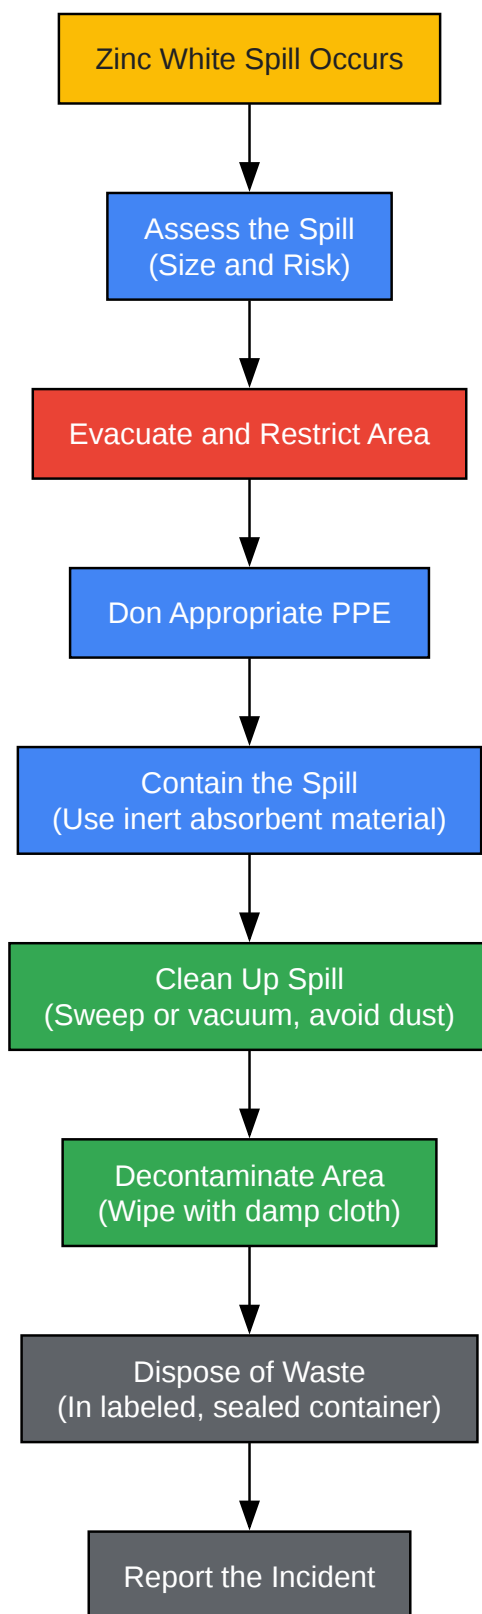 Zinc White Spill Occurs
Assess the Spill
(Size and Risk)
Evacuate and Restrict Area
Don Appropriate PPE
Contain the Spill
(Use inert absorbent material)
Clean Up Spill
(Sweep or vacuum, avoid dust)
Decontaminate Area
(Wipe with damp cloth)
Dispose of Waste
(In labeled, sealed container)
Report the Incident